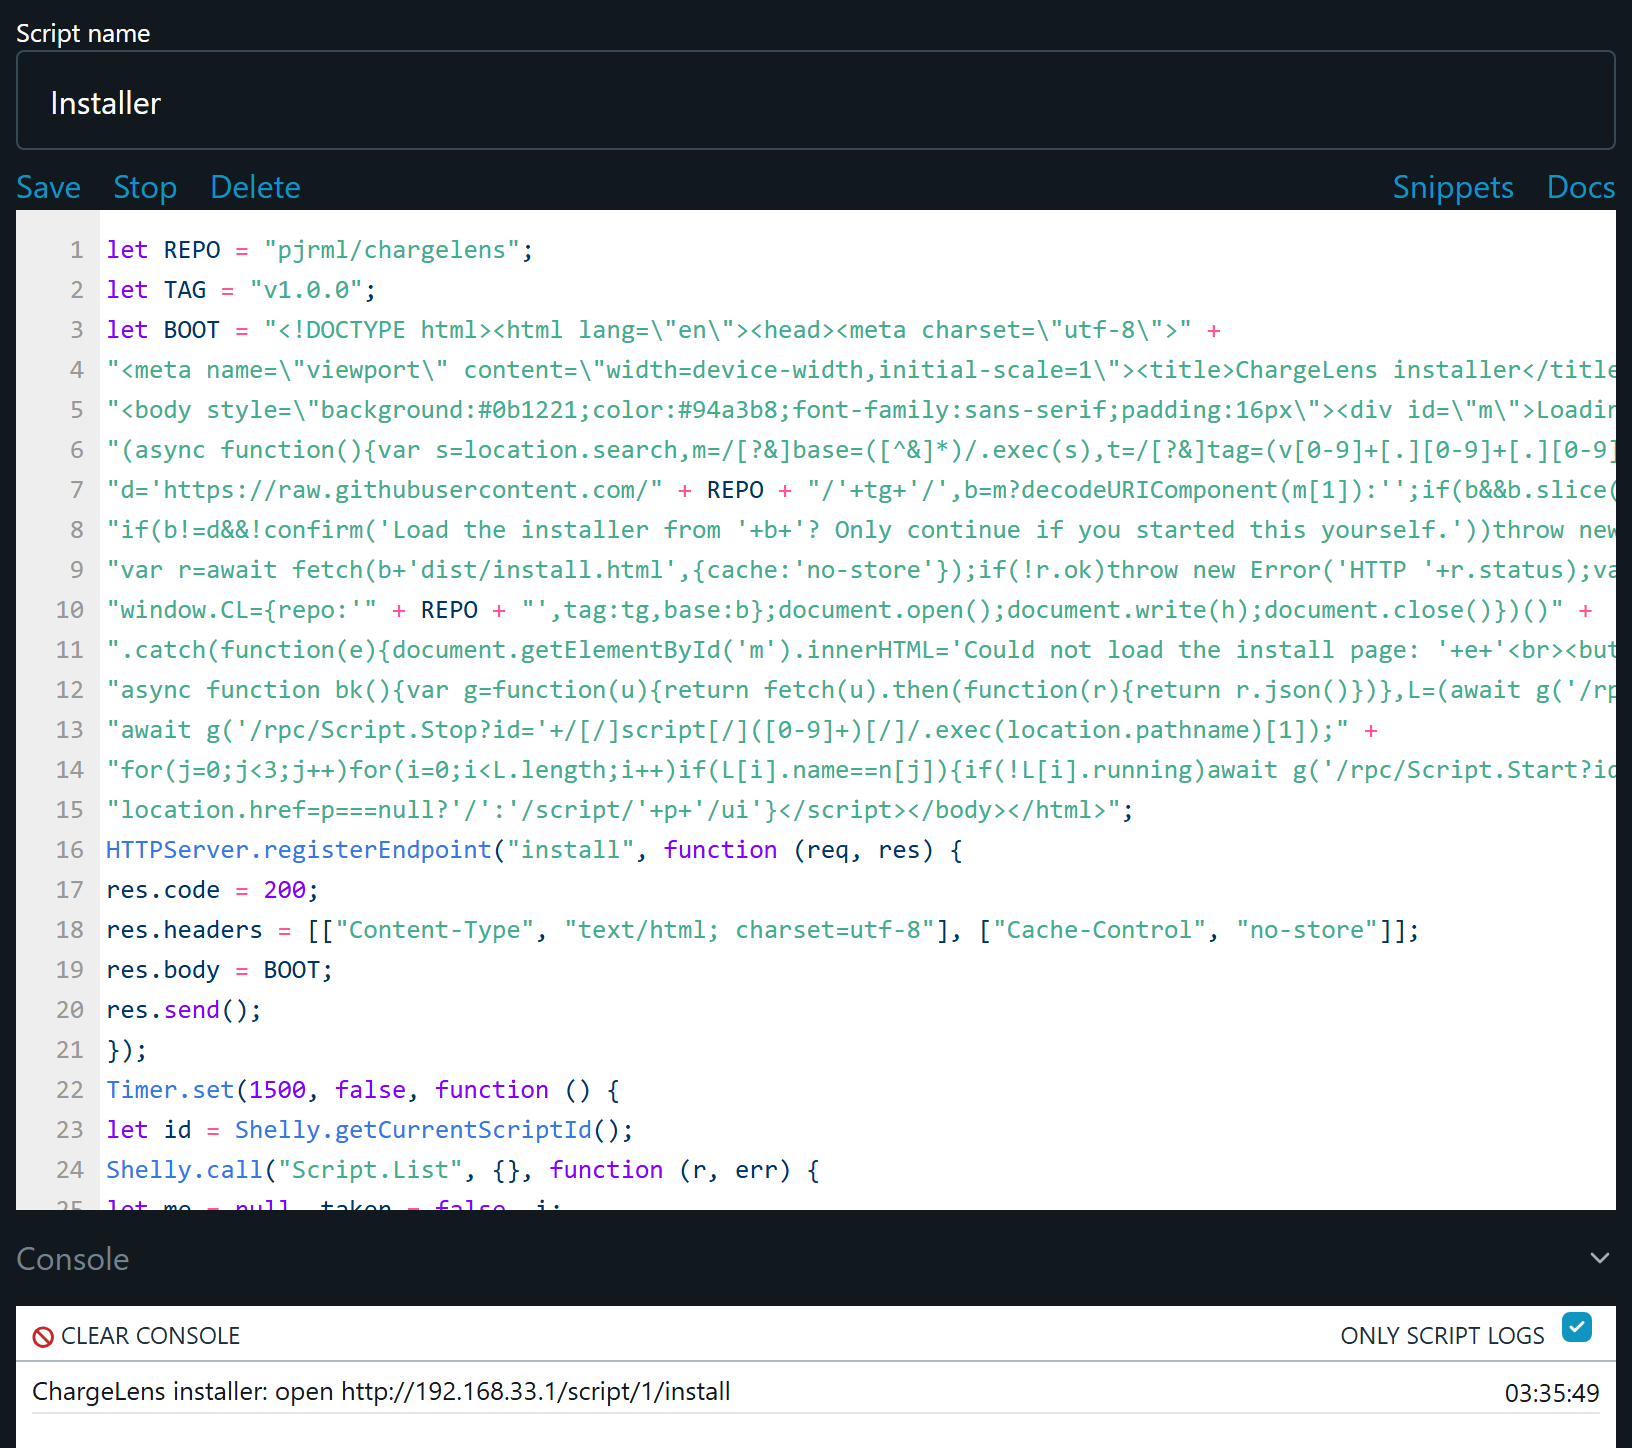 Script name
Installer
Save Stop Delete Snippets Docs
1 let REPO = "pjrml/chargelens";
2 let TAG = "v1.0.0";
3 let BOOT = "<!DOCTYPE html><html lang=\"en\"><head><meta charset=\"utf-8\">" +
4 "<meta name=\"viewport\" content=\"width=device-width,initial-scale=1\"><title>ChargeLens installer</title
5 "<body style=\"background:#0b1221;color:#94a3b8;font-family:sans-serif;padding:16px\"><div id=\"m\">Loadin
6 "(async function(){var s=location.search,m=/[?&]base=([^&]*)/.exec(s),t=/[?&]tag=(v[0-9]+[.][0-9]+[.][0-9]
7 "d='https://raw.githubusercontent.com/" + REPO + "/'+tg+'/',b=m?decodeURIComponent(m[1]):'';if(b&&b.slice(
8 "if(b!=d&&!confirm('Load the installer from '+b+'? Only continue if you started this yourself.'))throw new
9 "var r=await fetch(b+'dist/install.html',{cache:'no-store'});if(!r.ok)throw new Error('HTTP '+r.status);va
10 "window.CL={repo:'" + REPO + "',tag:tg,base:b};document.open();document.write(h);document.close()})()" +
11 ".catch(function(e){document.getElementById('m').innerHTML='Could not load the install page: '+e+'<br><but
12 "async function bk(){var g=function(u){return fetch(u).then(function(r){return r.json()})},L=(await g('/rp
13 "await g('/rpc/Script.Stop?id='+/[/]script[/]([0-9]+)[/]/.exec(location.pathname)[1]);" +
14 "for(j=0;j<3;j++)for(i=0;i<L.length;i++)if(L[i].name==n[j]){if(!L[i].running)await g('/rpc/Script.Start?id
15 "location.href=p===null?'/':'/script/'+p+'/ui'}</script></body></html>";
16 HTTPServer.registerEndpoint("install", function (req, res) {
17 res.code = 200;
18 res.headers = [["Content-Type", "text/html; charset=utf-8"], ["Cache-Control", "no-store"]];
19 res.body = BOOT;
20 res.send();
21 });
22 Timer.set(1500, false, function () {
23 let id = Shelly.getCurrentScriptId();
24 Shelly.call("Script.List", {}, function (r, err) {
25 let me = null, taken = false, i;
Console
CLEAR CONSOLE ONLY SCRIPT LOGS
ChargeLens installer: open http://192.168.33.1/script/1/install 03:35:49